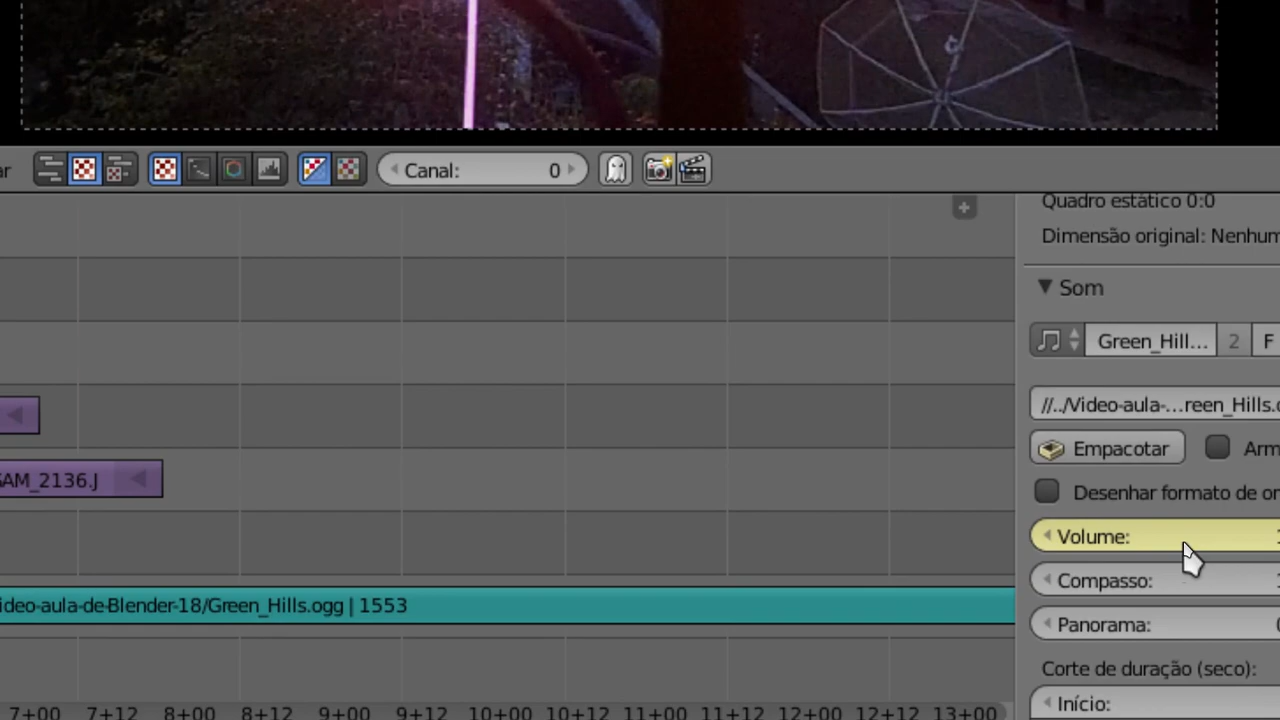 ar
Canal: 0
Quadro estático 0:0
Dimensão original: Nenhum
Som
Green_Hill... 2 F
//../Video-aula-...reen_Hills.
Empacotar
Arm
Desenhar formato de or
Volume:
Compasso:
Panorama:
Corte de duração (seco):
Início:
SAM_2136.J
ideo-aula-de-Blender-18/Green_Hills.ogg | 1553
7+00 7+12 8+00 8+12 9+00 9+12 10+00 10+12 11+00 11+12 12+00 12+12 13+00